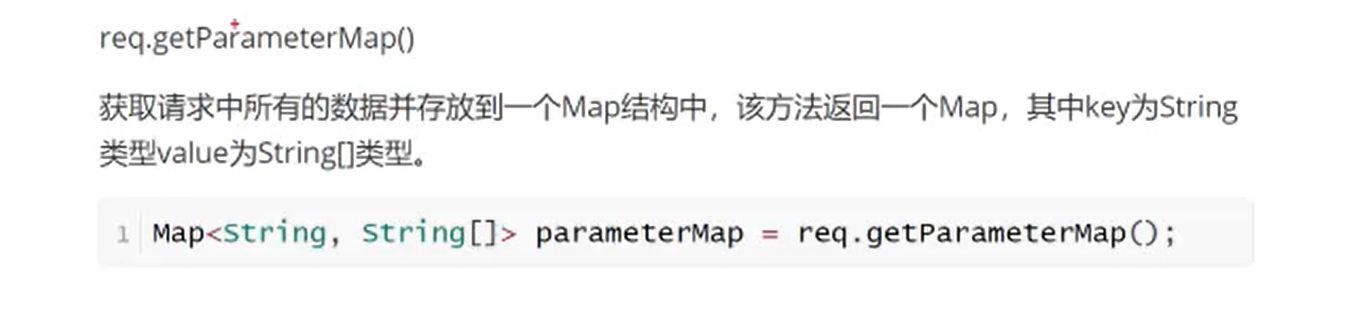 req.getParameterMap()
获取请求中所有的数据并存放到一个Map结构中，该方法返回一个Map，其中key为String
类型value为String[]类型。
1 Map<String, String[]> parameterMap = req.getParameterMap();